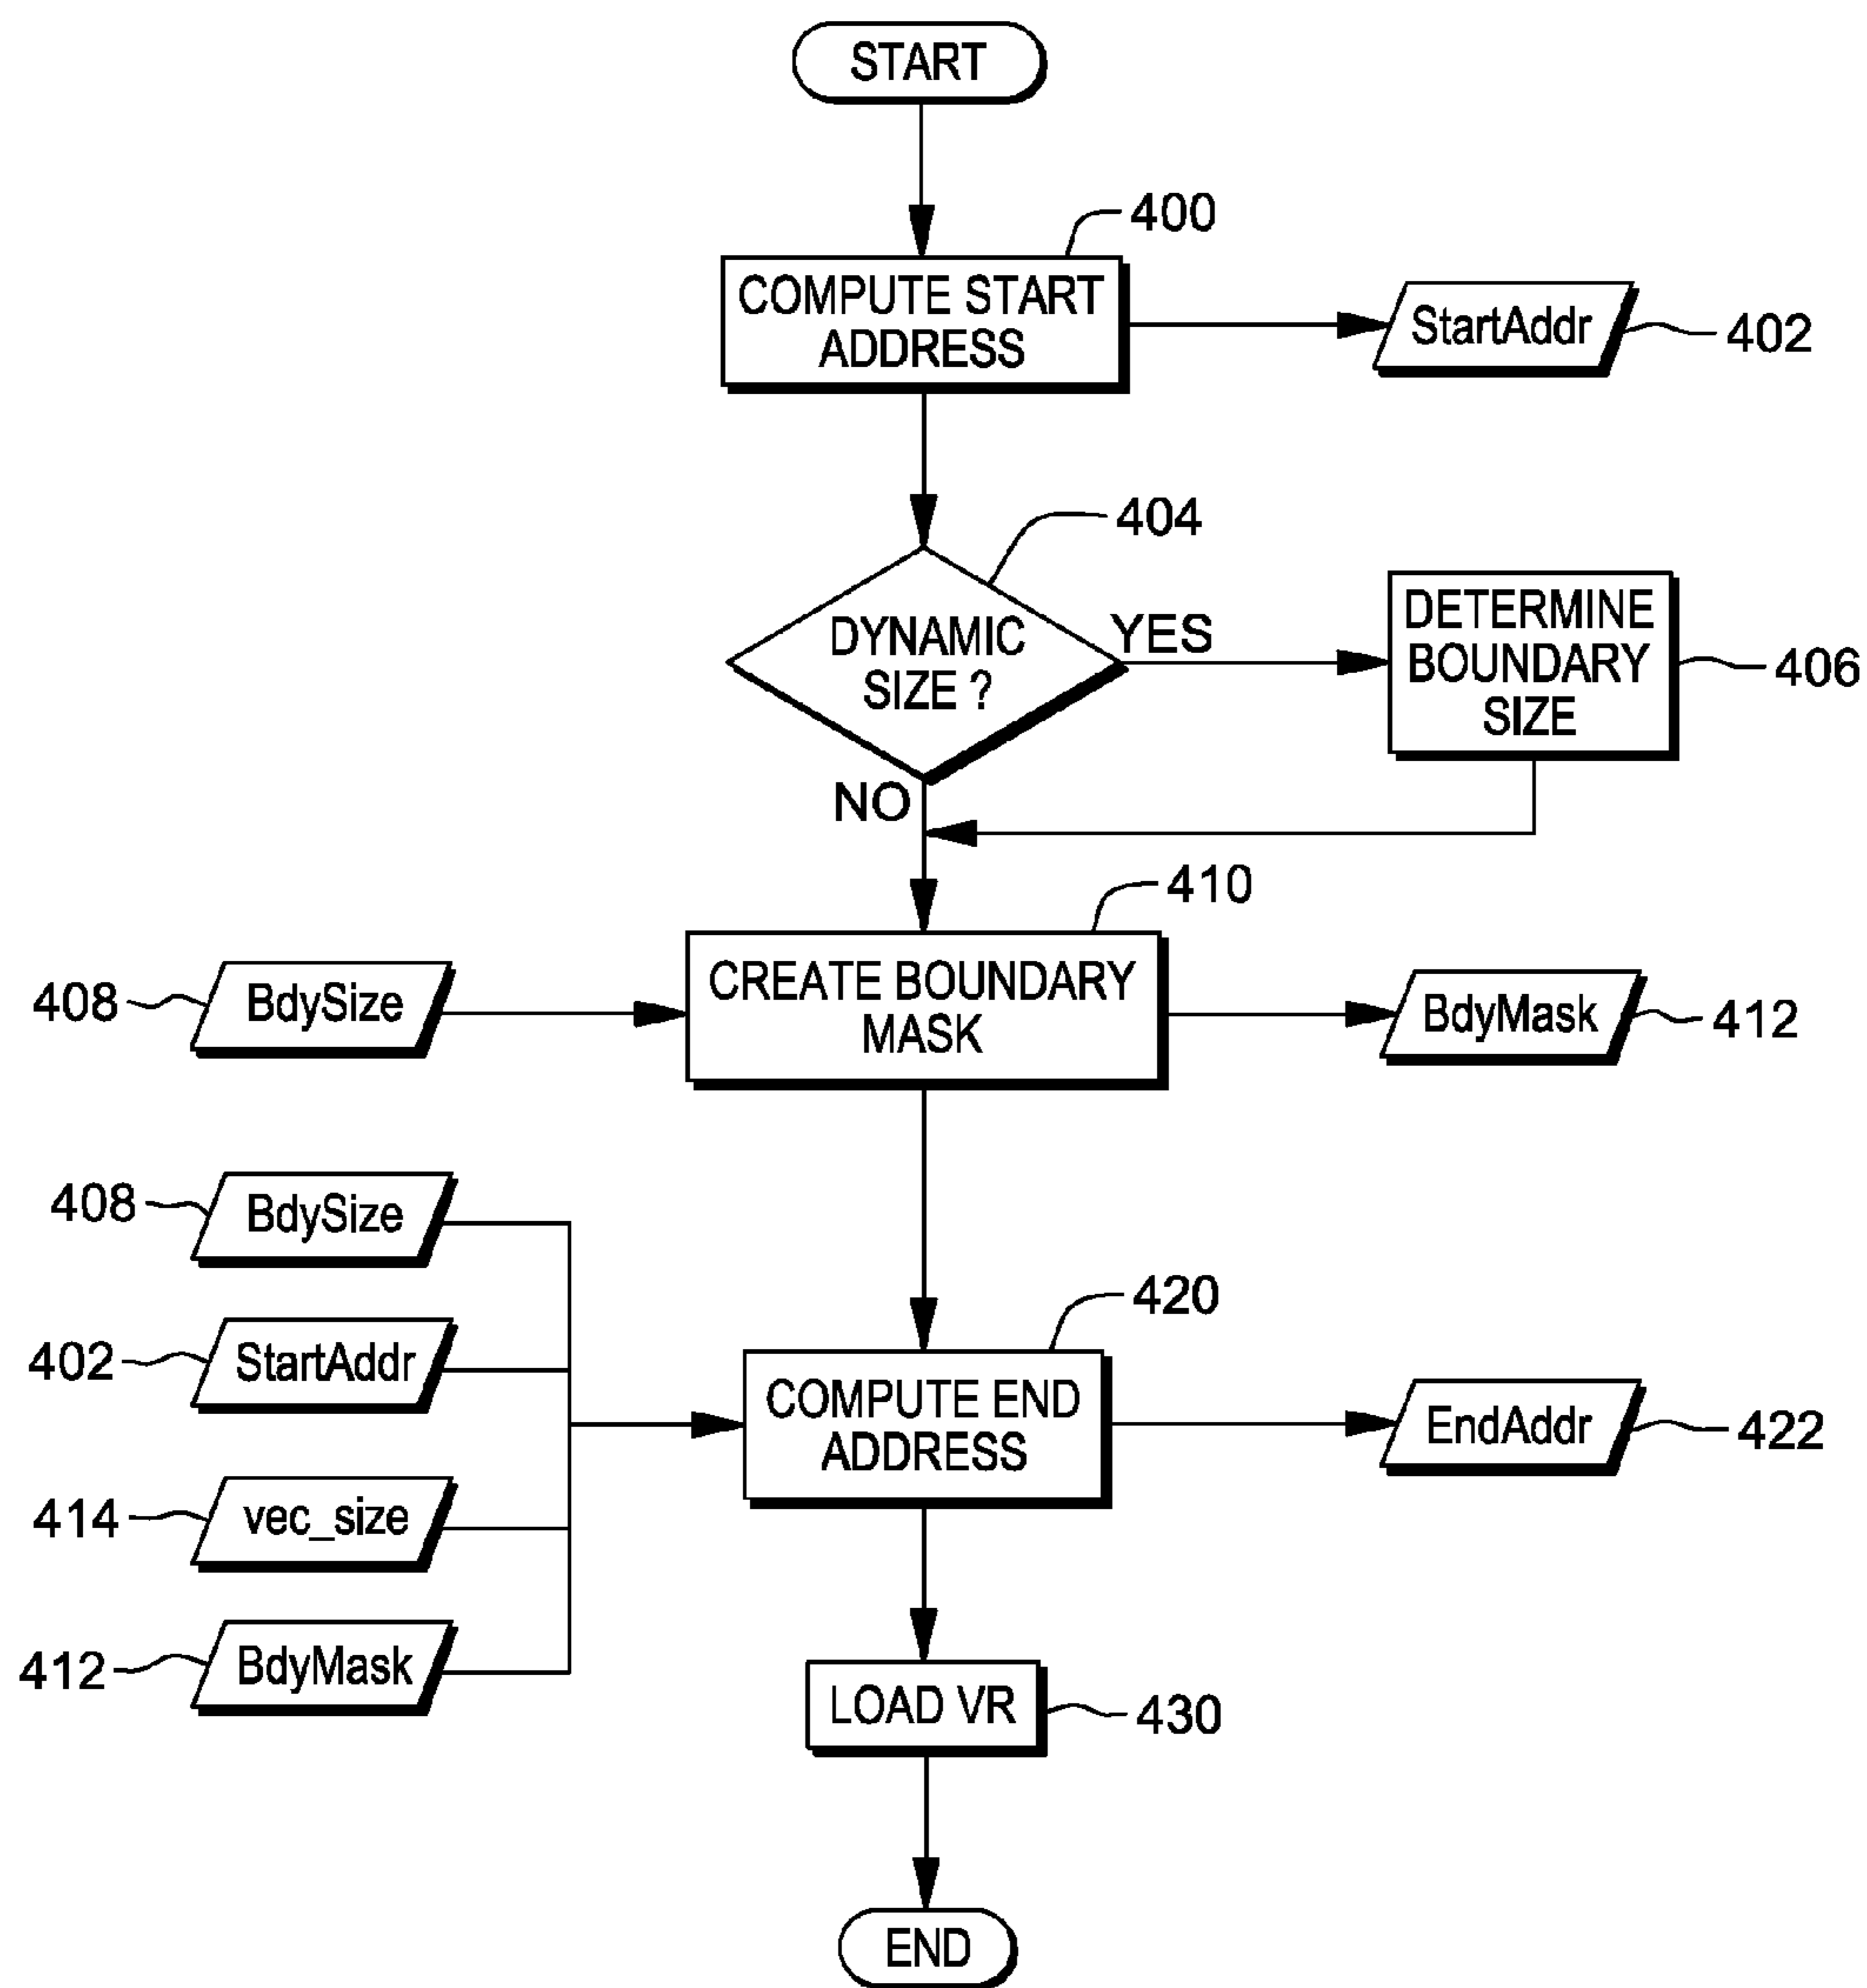 START
400
COMPUTE START
ADDRESS
StartAddr
402
404
DYNAMIC
SIZE ?
YES
DETERMINE
BOUNDARY
SIZE
406
NO
410
408
BdySize
CREATE BOUNDARY
MASK
BdyMask
412
408
BdySize
420
402
StartAddr
COMPUTE END
ADDRESS
EndAddr
422
414
vec_size
412
BdyMask
LOAD VR
430
END